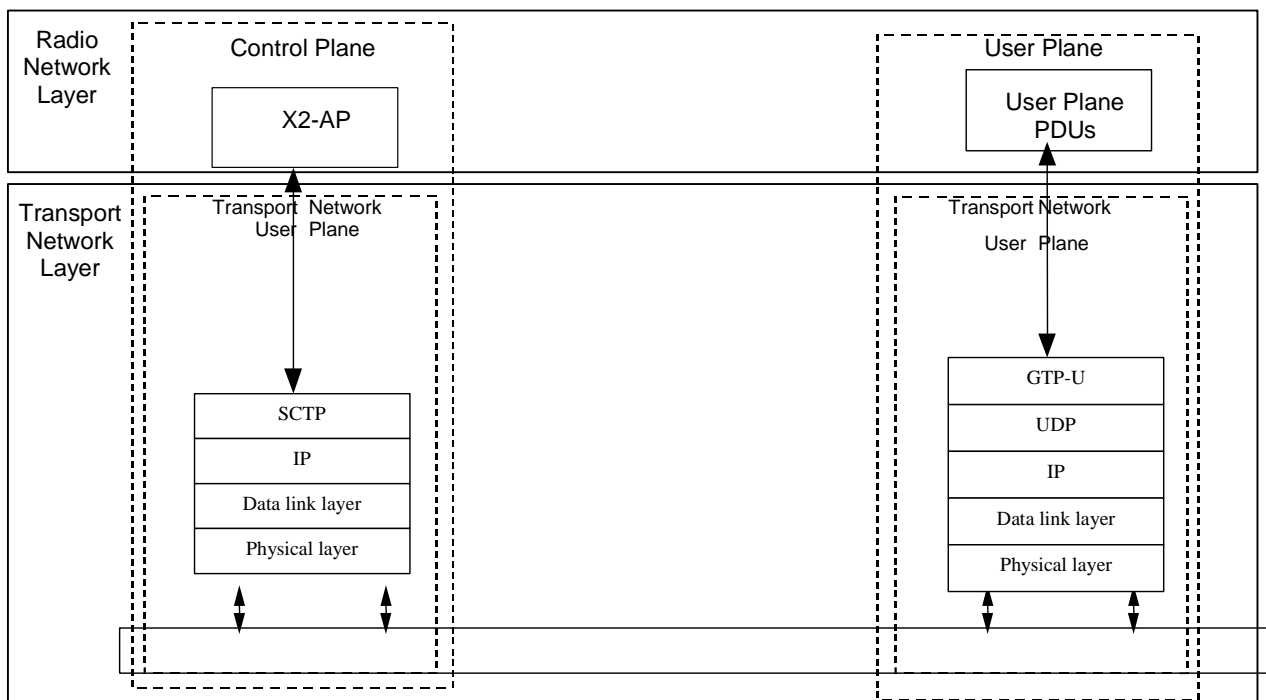 Radio
Network
Layer
Control Plane
X2-AP
User Plane
User Plane
PDUs
Transport
Network
Layer
Transport Network
User Plane
SCTP
IP
Data link layer
Physical layer
Transport Network
User Plane
GTP-U
UDP
IP
Data link layer
Physical layer